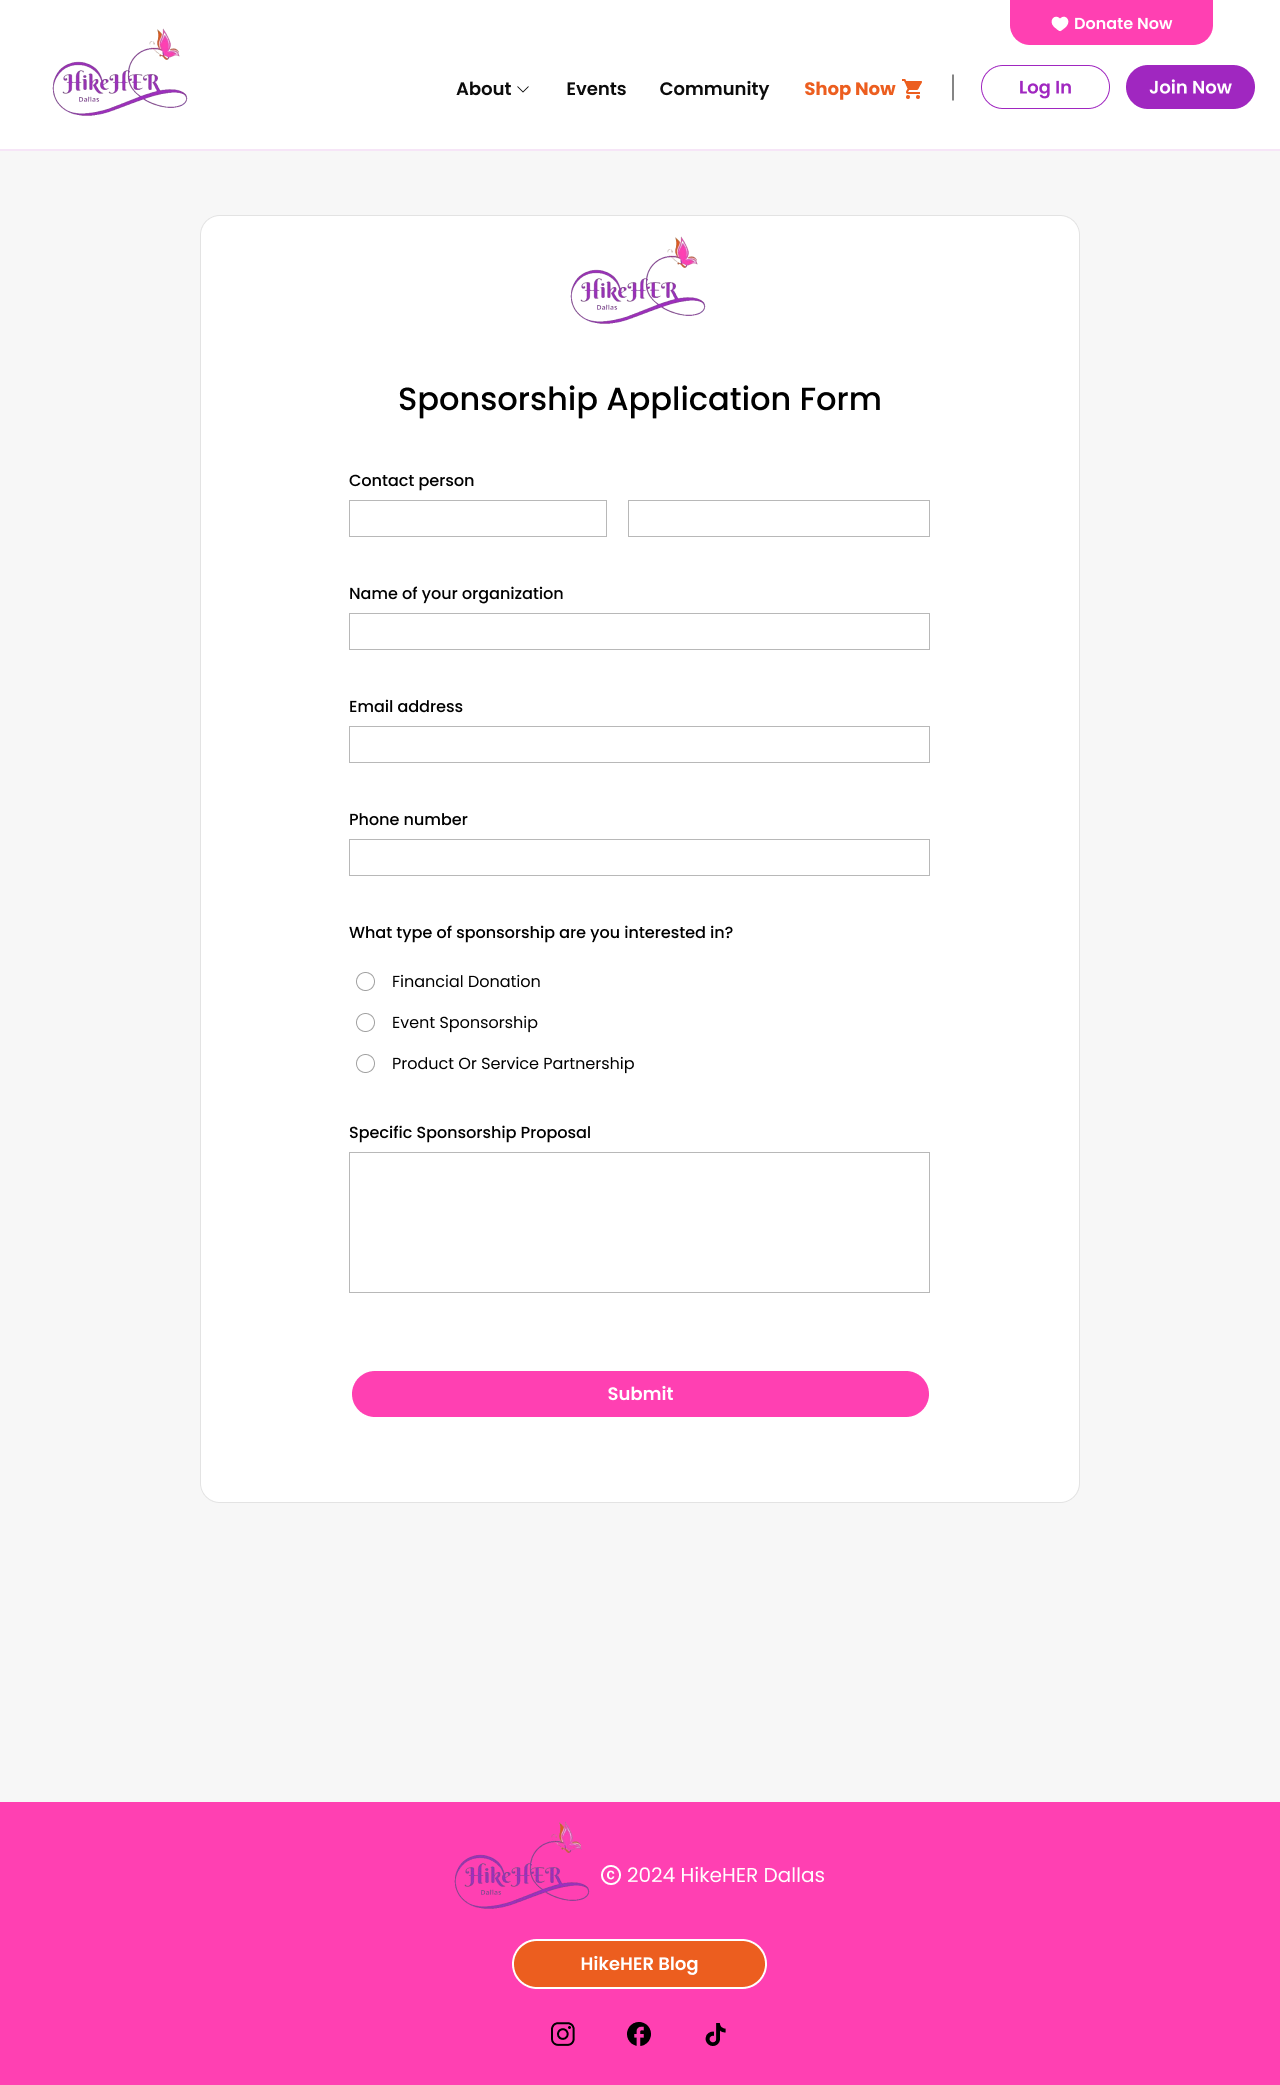 Donate Now
HikeHER
Dallas
About
Events
Community
Shop Now
Log In
Join Now
HikeHER
Dallas
Sponsorship Application Form
Contact person
Name of your organization
Email address
Phone number
What type of sponsorship are you interested in?
Financial Donation
Event Sponsorship
Product Or Service Partnership
Specific Sponsorship Proposal
Submit
HikeHER
Dallas
© 2024 HikeHER Dallas
HikeHER Blog